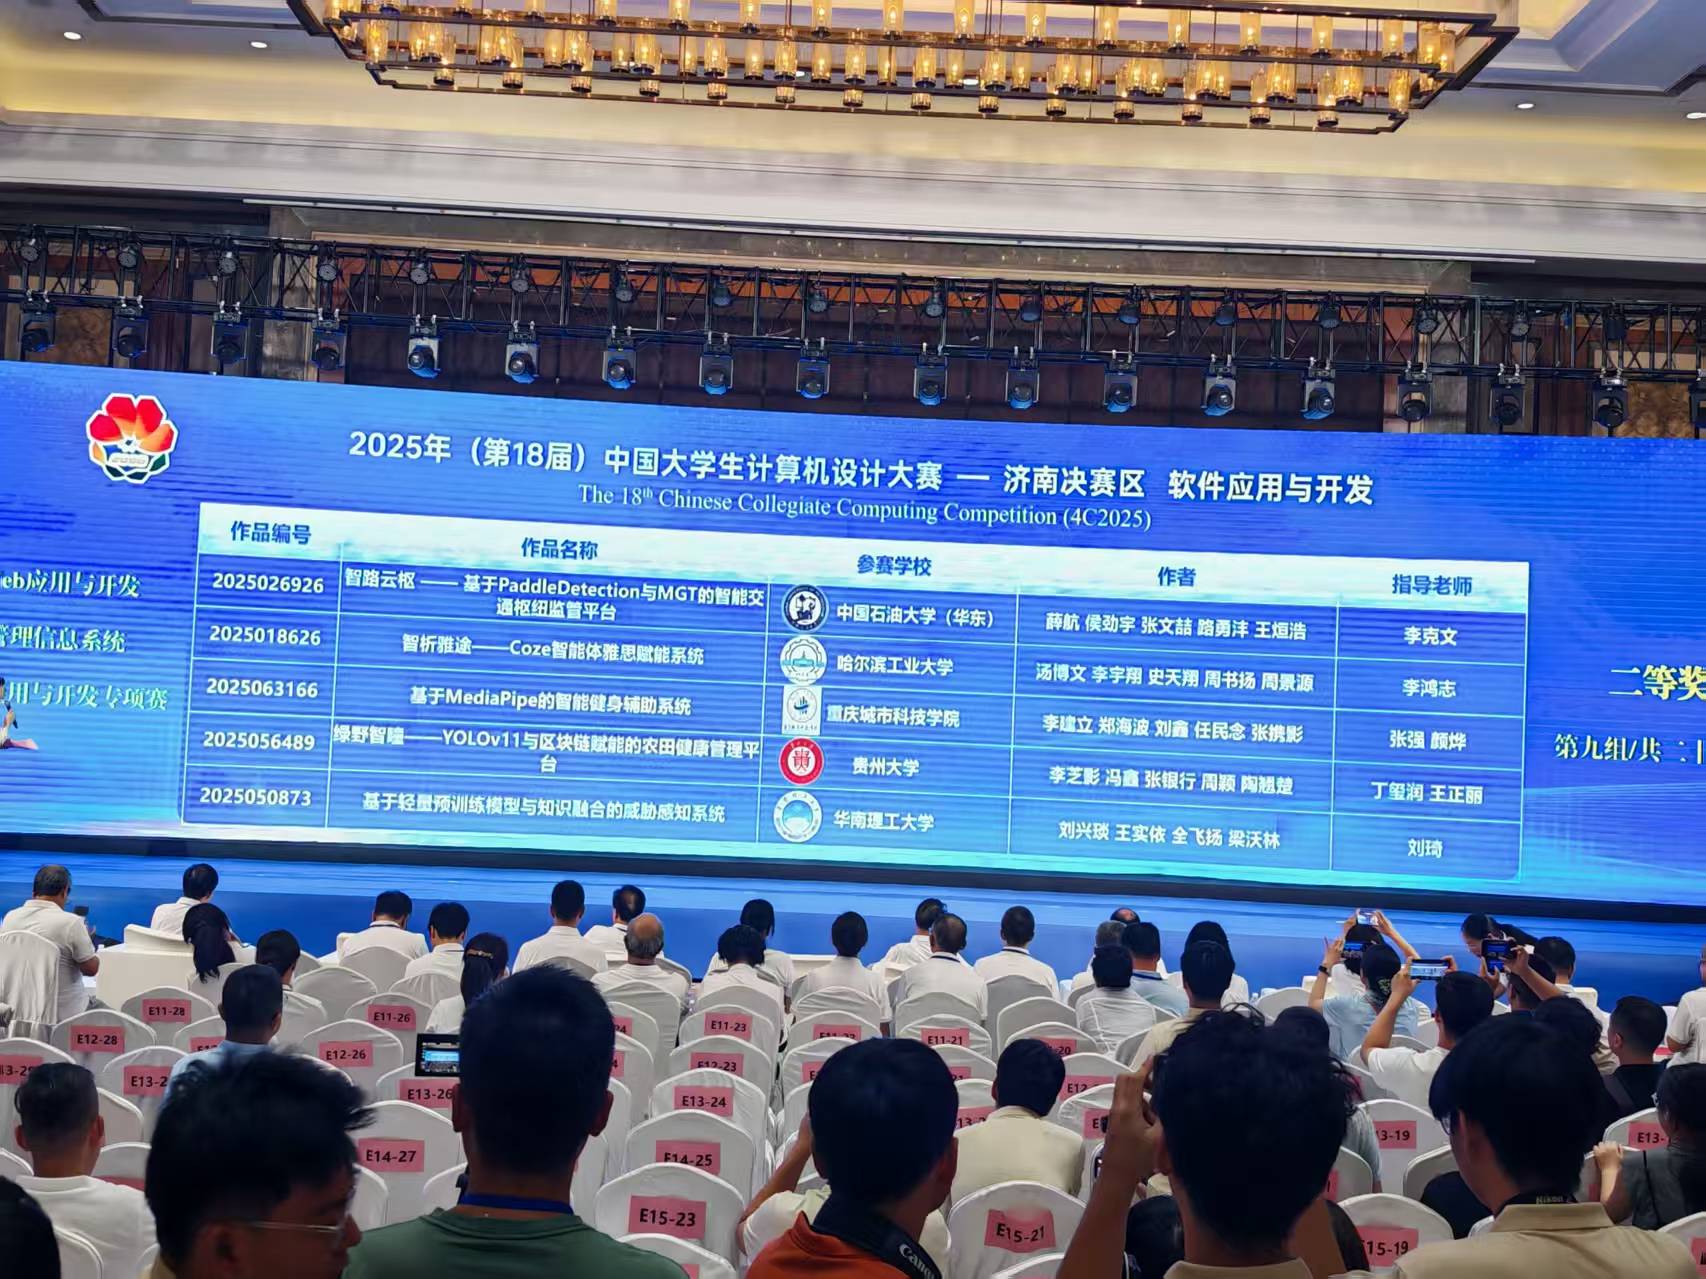 2025年（第18届）中国大学生计算机设计大赛 — 济南决赛区 软件应用与开发
The 18th Chinese Collegiate Computing Competition (4C2025)
作品编号 作品名称 参赛学校 作者 指导老师
2025026926 智路云枢 —— 基于PaddleDetection与MGT的智能交
通枢纽监管平台 中国石油大学（华东） 薛航 侯劲宇 张文喆 路勇沣 王烜浩 李克文
2025018626 智析雅途——Coze智能体雅思赋能系统 哈尔滨工业大学 汤博文 李宇翔 史天翔 周书扬 周景源 李鸿志
2025063166 基于MediaPipe的智能健身辅助系统 重庆城市科技学院 李建立 郑海波 刘鑫 任民念 张携影 张强 颜烨
2025056489 绿野智瞳——YOLOv11与区块链赋能的农田健康管理平
台 贵州大学 李芝影 冯鑫 张银行 周颖 陶翘楚 丁玺润 王正丽
2025050873 基于轻量预训练模型与知识融合的威胁感知系统 华南理工大学 刘兴琰 王实依 全飞扬 梁沃林 刘琦
eb应用与开发
管理信息系统
用与开发专项赛
二等奖
第九组/共二十
E11-28
E11-26
E11-23
E11-21
E12-28
E12-26
E12-23
E13-26
E13-24
E14-27
E14-25
E15-23
E15-21
E15-19
Canon
Nikon